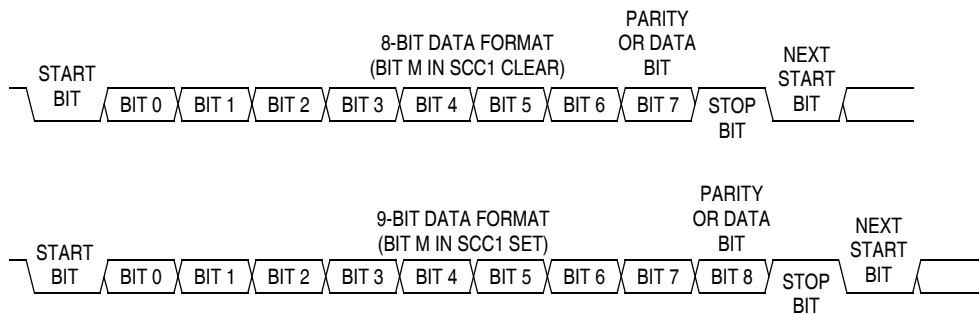 8-BIT DATA FORMAT
(BIT M IN SCC1 CLEAR)
PARITY
OR DATA
BIT
START
BIT
BIT 0 BIT 1 BIT 2 BIT 3 BIT 4 BIT 5 BIT 6 BIT 7
STOP
BIT
NEXT
START
BIT
9-BIT DATA FORMAT
(BIT M IN SCC1 SET)
PARITY
OR DATA
BIT
START
BIT
BIT 0 BIT 1 BIT 2 BIT 3 BIT 4 BIT 5 BIT 6 BIT 7 BIT 8
STOP
BIT
NEXT
START
BIT